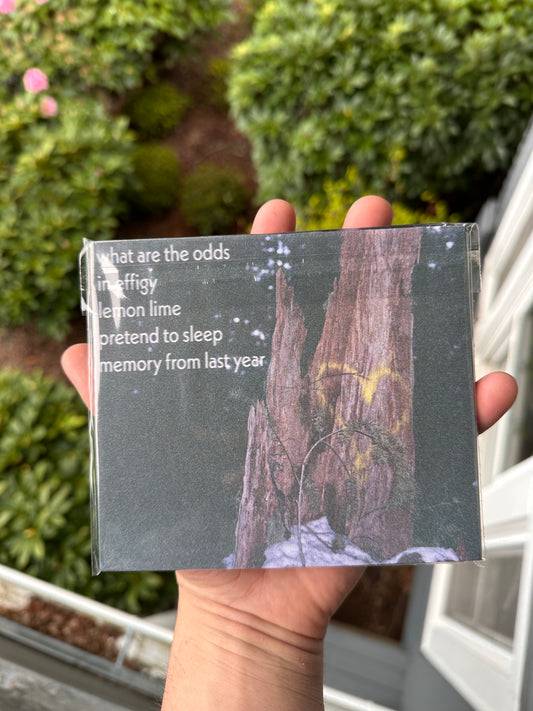 what are the odds
in effigy
lemon lime
pretend to sleep
memory from last year